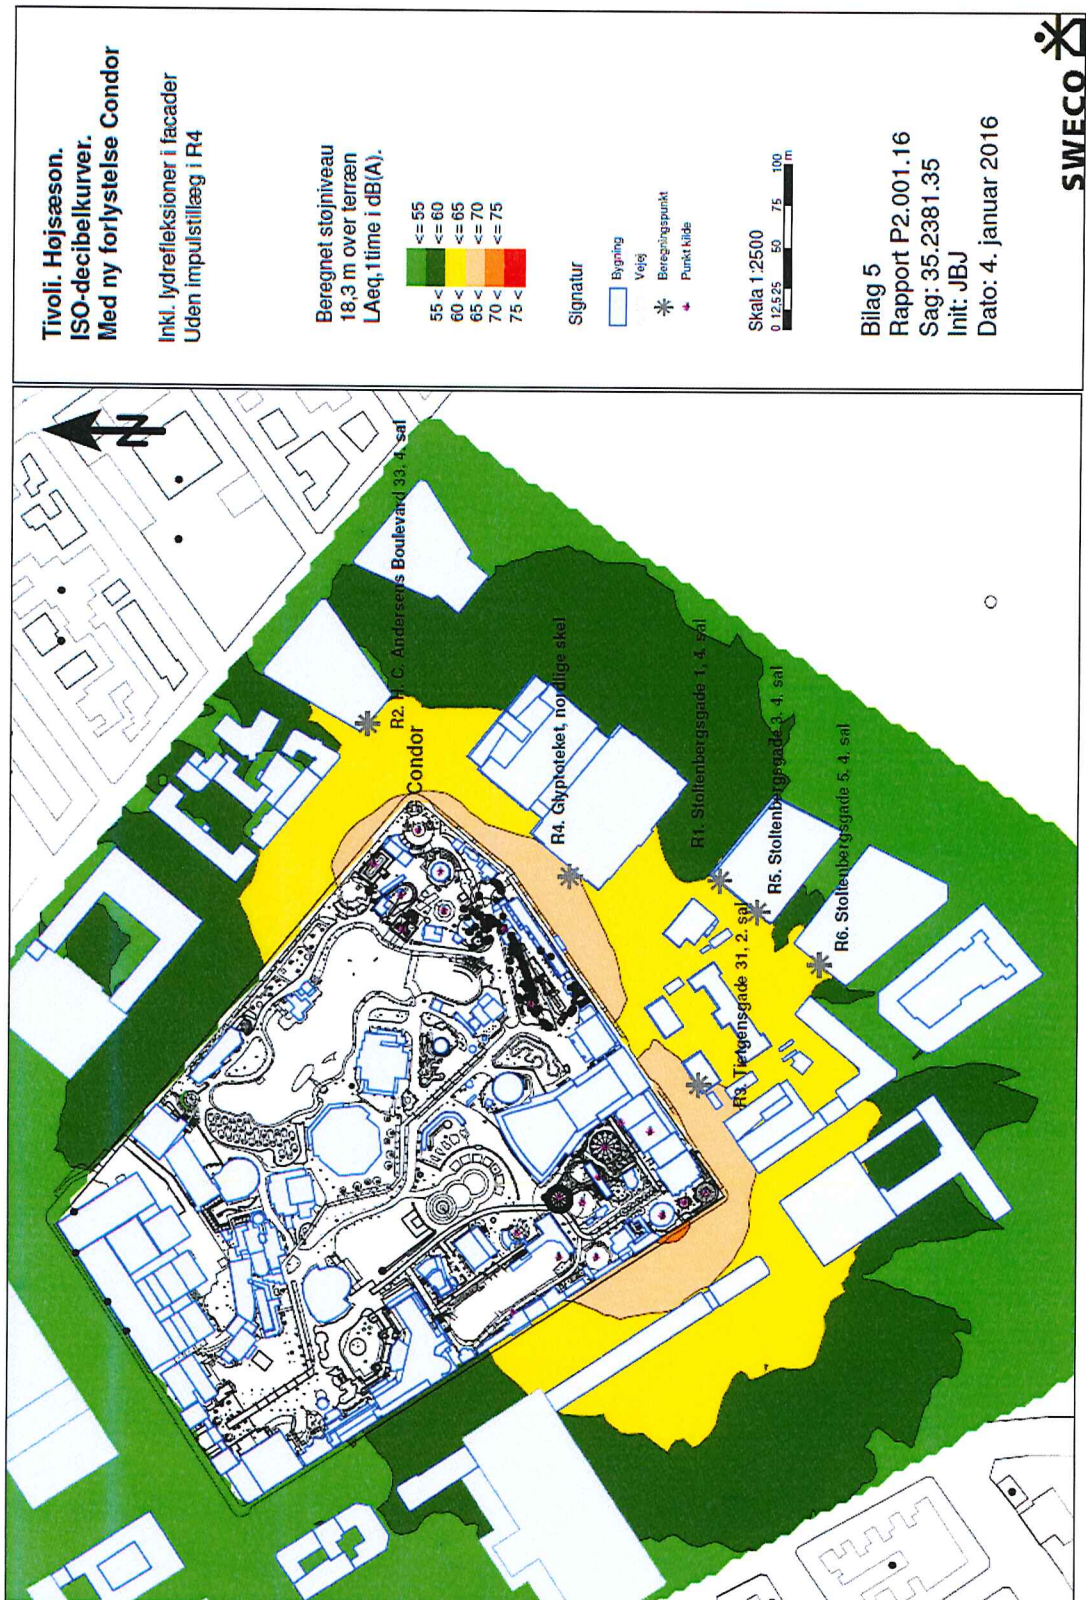 Tivoli. Højsæson.
ISO-decibelkurver.
Med ny forlystelse Condor
Inkl. lydrefleksioner i facader
Uden impulstillæg i R4
Beregnet støjniveau
18,3 m over terræn
LAeq,1time i dB(A).
<= 55
55 < <= 60
60 < <= 65
65 < <= 70
70 < <= 75
75 <
Signatur
Bygning
Vejej
Beregningspunkt
Punkt kilde
Skala 1:2500
0 12,525 50 75 100
m
Bilag 5
Rapport P2.001.16
Sag: 35.2381.35
Init: JBJ
Dato: 4. januar 2016
SWECO
N
R2. H. C. Andersens Boulevard 33, 4. sal
Condor
R4. Glyptoteket, nordlige skel
R1. Stoltenbergsgade 1, 4. sal
R5. Stoltenbergsgade 3, 4. sal
R6. Stoltenbergsgade 5, 4. sal
R3. Tietgensgade 31, 2. sal